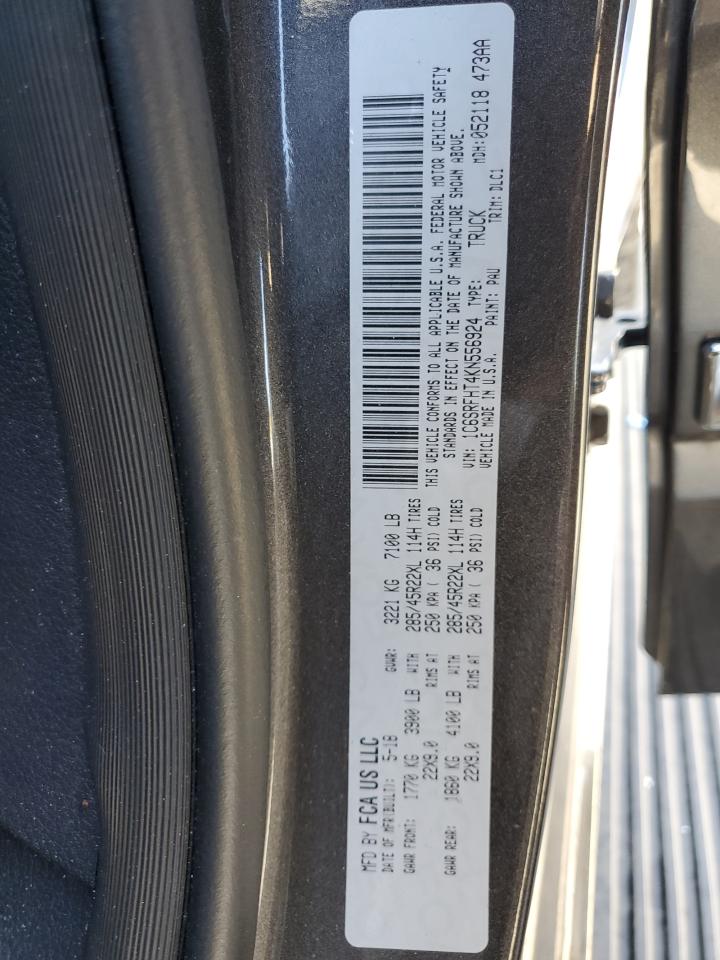 MFD BY FCA US LLC
DATE OF MFR(BUILT): 5-18 GVWR: 3221 KG 7100 LB
GAWR FRONT: 1770 KG 3900 LB WITH 285/45R22XL 114H TIRES
22X9.0 RIMS AT 250 KPA ( 36 PSI) COLD
GAWR REAR: 1860 KG 4100 LB WITH 285/45R22XL 114H TIRES
22X9.0 RIMS AT 250 KPA ( 36 PSI) COLD
THIS VEHICLE CONFORMS TO ALL APPLICABLE U.S.A. FEDERAL MOTOR VEHICLE SAFETY
STANDARDS IN EFFECT ON THE DATE OF MANUFACTURE SHOWN ABOVE.
VIN: 1C6SRFHT4KN556924 TYPE: TRUCK MDH:052118 473AA
VEHICLE MADE IN U.S.A. PAINT: PAU TRIM: DLC1